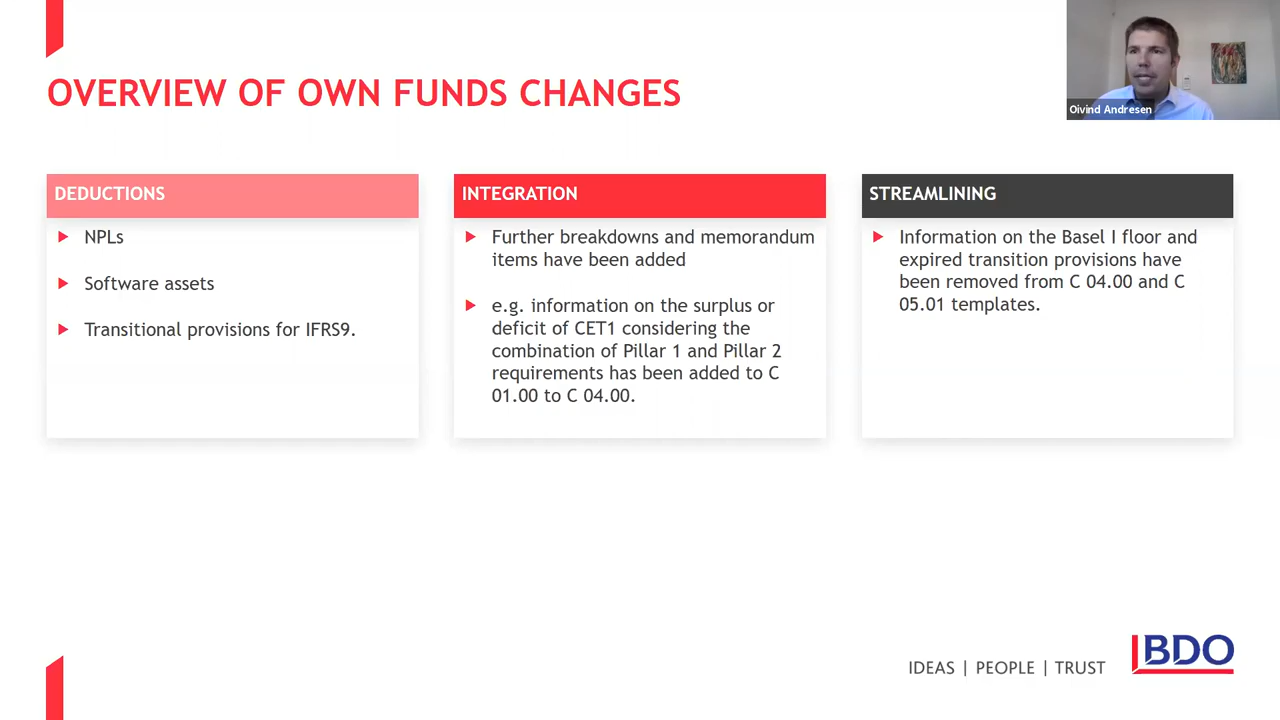 OVERVIEW OF OWN FUNDS CHANGES
Oivind Andresen
DEDUCTIONS
NPLs
Software assets
Transitional provisions for IFRS9.
INTEGRATION
Further breakdowns and memorandum
items have been added
e.g. information on the surplus or
deficit of CET1 considering the
combination of Pillar 1 and Pillar 2
requirements has been added to C
01.00 to C 04.00.
STREAMLINING
Information on the Basel I floor and
expired transition provisions have
been removed from C 04.00 and C
05.01 templates.
IDEAS | PEOPLE | TRUST
BDO